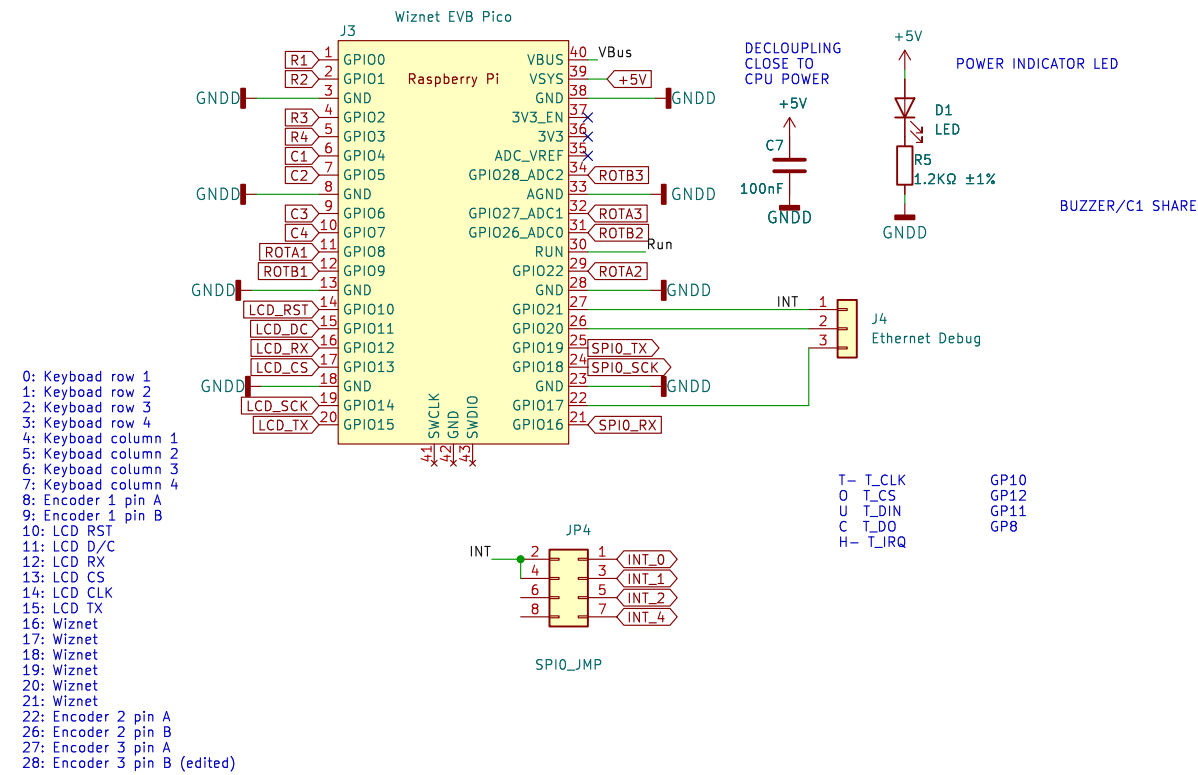 Wiznet EVB Pico
J3
Raspberry Pi
R1 1 GPIO0
R2 2 GPIO1
GNDD 3 GND
R3 4 GPIO2
R4 5 GPIO3
C1 6 GPIO4
C2 7 GPIO5
GNDD 8 GND
C3 9 GPIO6
C4 10 GPIO7
ROTA1 11 GPIO8
ROTB1 12 GPIO9
GNDD 13 GND
LCD_RST 14 GPIO10
LCD_DC 15 GPIO11
LCD_RX 16 GPIO12
LCD_CS 17 GPIO13
GNDD 18 GND
LCD_SCK 19 GPIO14
LCD_TX 20 GPIO15
VBUS 40 VBus
VSYS 39 +5V
GND 38 GNDD
3V3_EN 37
3V3 36
ADC_VREF 35
GPIO28_ADC2 34 ROTB3
AGND 33 GNDD
GPIO27_ADC1 32 ROTA3
GPIO26_ADC0 31 ROTB2
RUN 30 Run
GPIO22 29 ROTA2
GND 28 GNDD
GPIO21 27 INT 1
GPIO20 26 2
GPIO19 25 SPI0_TX 3
GPIO18 24 SPI0_SCK
GND 23 GNDD
GPIO17 22
GPIO16 21 SPI0_RX
SWCLK 41
GND 42
SWDIO 43
J4
Ethernet Debug
DECLOUPLING
CLOSE TO
CPU POWER
+5V
C7
100nF
GNDD
+5V
POWER INDICATOR LED
D1
LED
R5
1.2KΩ ±1%
GNDD
BUZZER/C1 SHARE
0: Keyboad row 1
1: Keyboad row 2
2: Keyboad row 3
3: Keyboad row 4
4: Keyboad column 1
5: Keyboad column 2
6: Keyboad column 3
7: Keyboad column 4
8: Encoder 1 pin A
9: Encoder 1 pin B
10: LCD RST
11: LCD D/C
12: LCD RX
13: LCD CS
14: LCD CLK
15: LCD TX
16: Wiznet
17: Wiznet
18: Wiznet
19: Wiznet
20: Wiznet
21: Wiznet
22: Encoder 2 pin A
26: Encoder 2 pin B
27: Encoder 3 pin A
28: Encoder 3 pin B (edited)
JP4
INT 2 1 INT_0
4 3 INT_1
6 5 INT_2
8 7 INT_4
SPI0_JMP
T- T_CLK GP10
O T_CS GP12
U T_DIN GP11
C T_DO GP8
H- T_IRQ